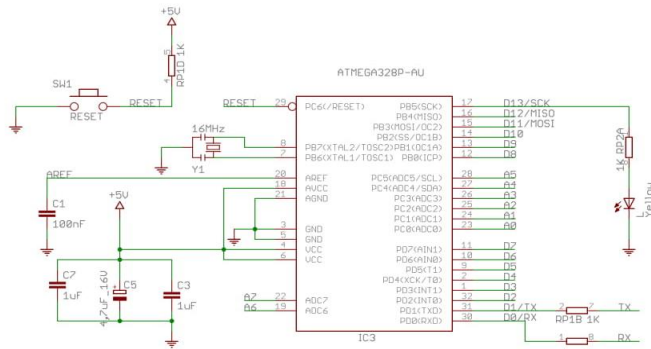 +5V
5
RP1D 1K
4
SW1
RESET
RESET
ATMEGA328P-AU
RESET 29 PC6(/RESET) PB5(SCK) 17 D13/SCK
PB4(MISO) 16 D12/MISO
PB3(MOSI/OC2) 15 D11/MOSI
PB2(SS/OC1B) 14 D10
16MHz 8 PB7(XTAL2/TOSC2) PB1(OC1A) 13 D9
7 PB6(XTAL1/TOSC1) PB0(ICP) 12 D8
Y1
1K RP2A
AREF 20 AREF PC5(ADC5/SCL) 28 A5
18 AVCC PC4(ADC4/SDA) 27 A4
21 AGND PC3(ADC3) 26 A3
PC2(ADC2) 25 A2
3 GND PC1(ADC1) 24 A1
5 GND PC0(ADC0) 23 A0
L
Yellow
C1
100nF
+5V
4 VCC PD7(AIN1) 11 D7
6 VCC PD6(AIN0) 10 D6
PD5(T1) 9 D5
PD4(XCK/T0) 2 D4
PD3(INT1) 1 D3
A7 22 ADC7 PD2(INT0) 32 D2
A6 19 ADC6 PD1(TXD) 31 D1/TX 2 7 TX
PD0(RXD) 30 D0/RX RP1B 1K
1 8 RX
C7
1uF
C5
4,7uF_16V
C3
1uF
IC3